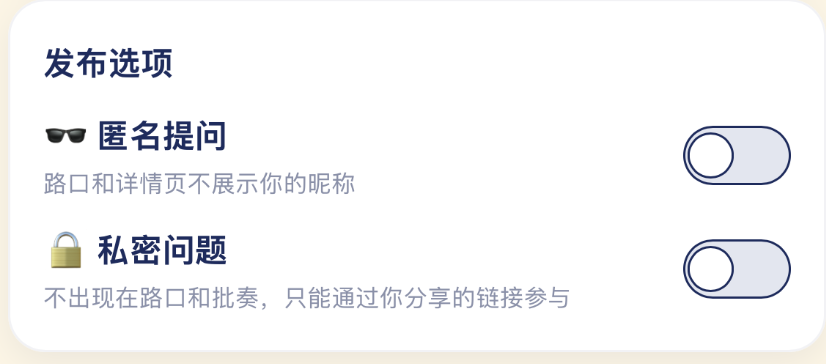 发布选项
🕶️ 匿名提问
路口和详情页不展示你的昵称
🔒 私密问题
不出现在路口和批奏，只能通过你分享的链接参与